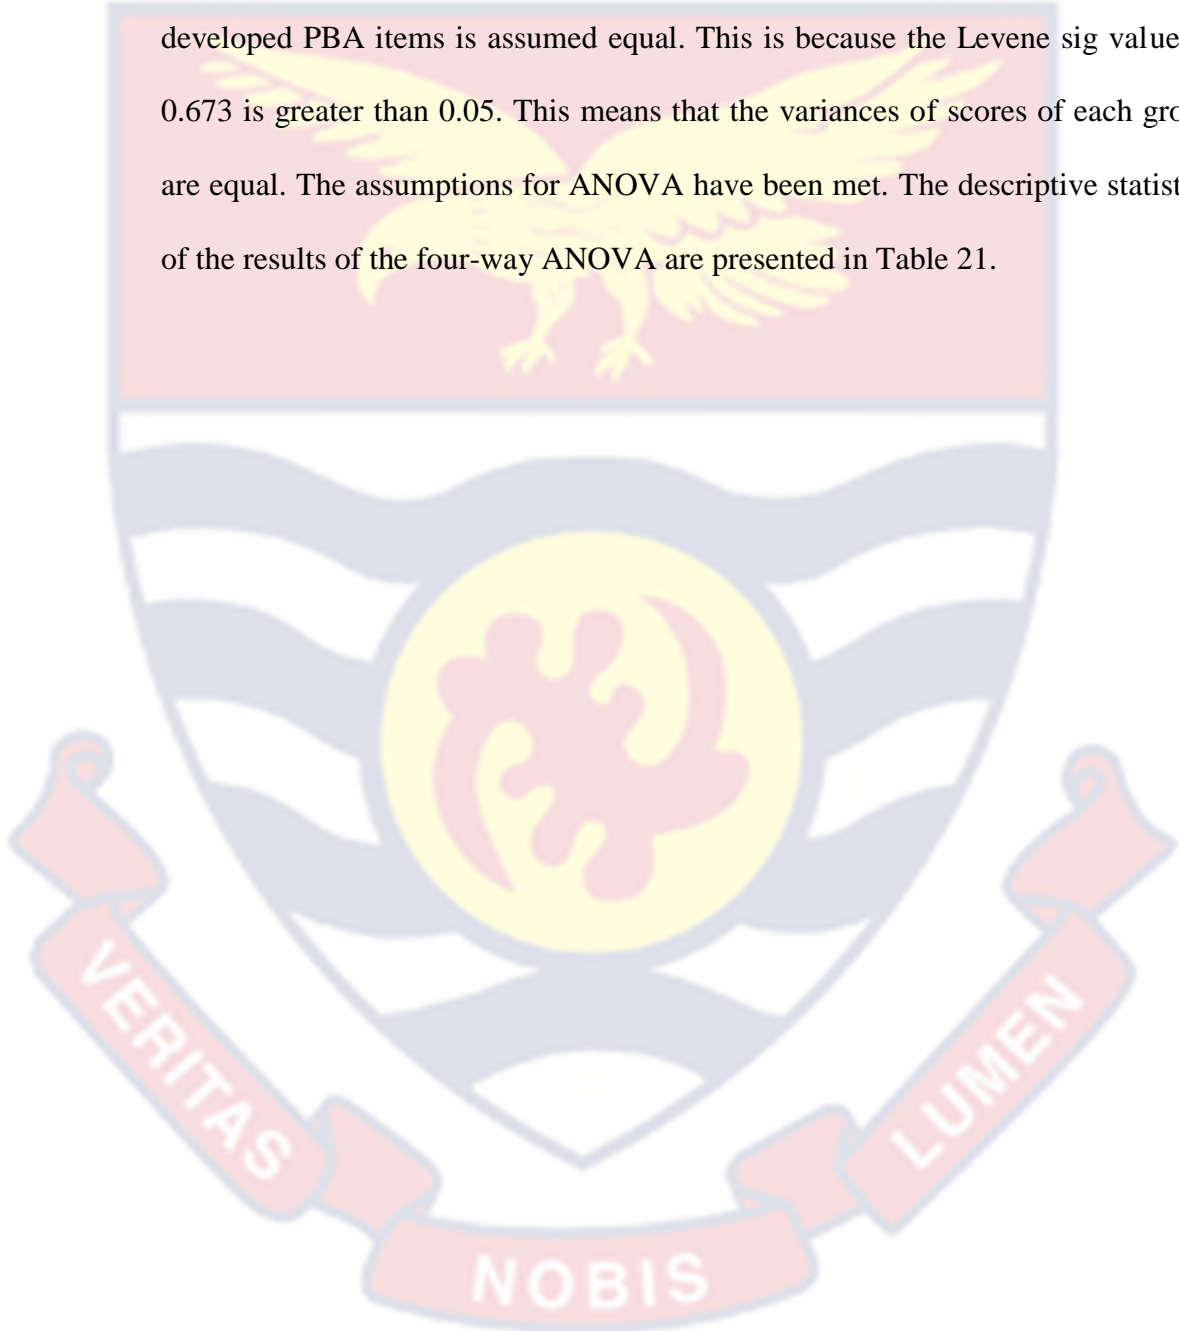 developed PBA items is assumed equal. This is because the Levene sig value
0.673 is greater than 0.05. This means that the variances of scores of each
are equal. The assumptions for ANOVA have been met. The descriptive
of the results of the four-way ANOVA are presented in Table 21.
VERITAS
NOBIS
LUMEN